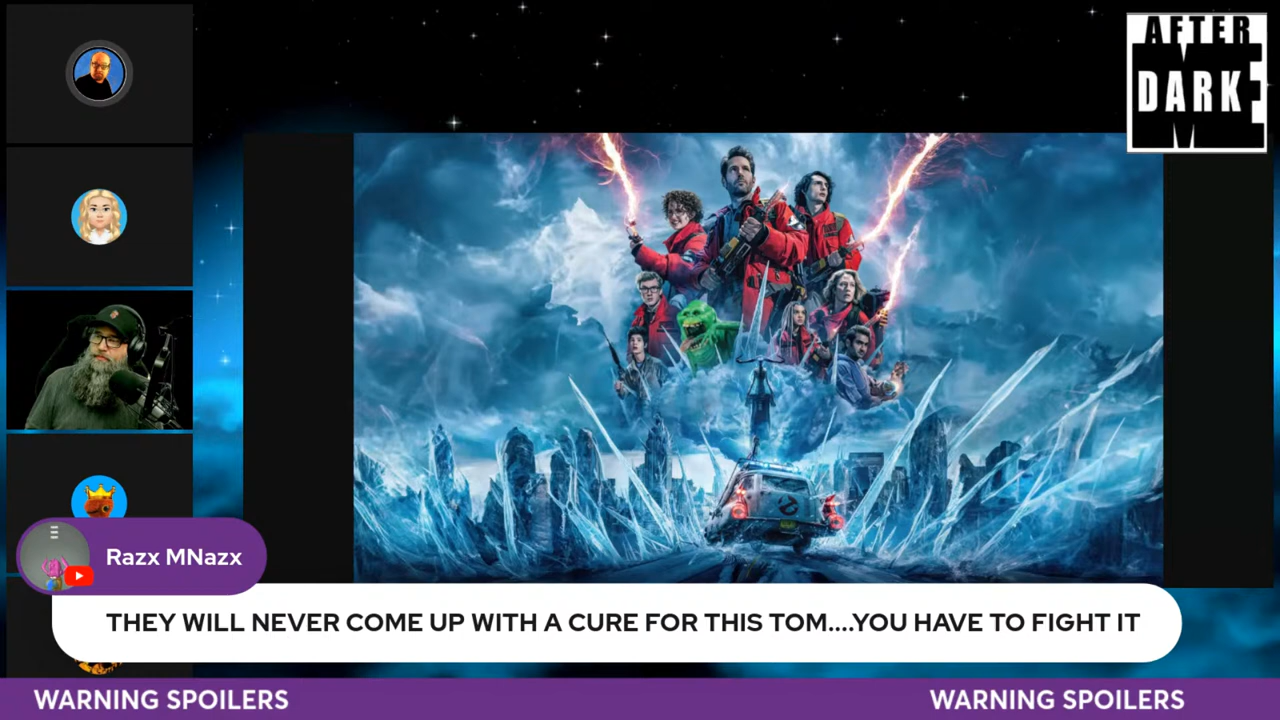 AFTER
DARK
ME
Razx MNazx
THEY WILL NEVER COME UP WITH A CURE FOR THIS TOM....YOU HAVE TO FIGHT IT
WARNING SPOILERS
WARNING SPOILERS